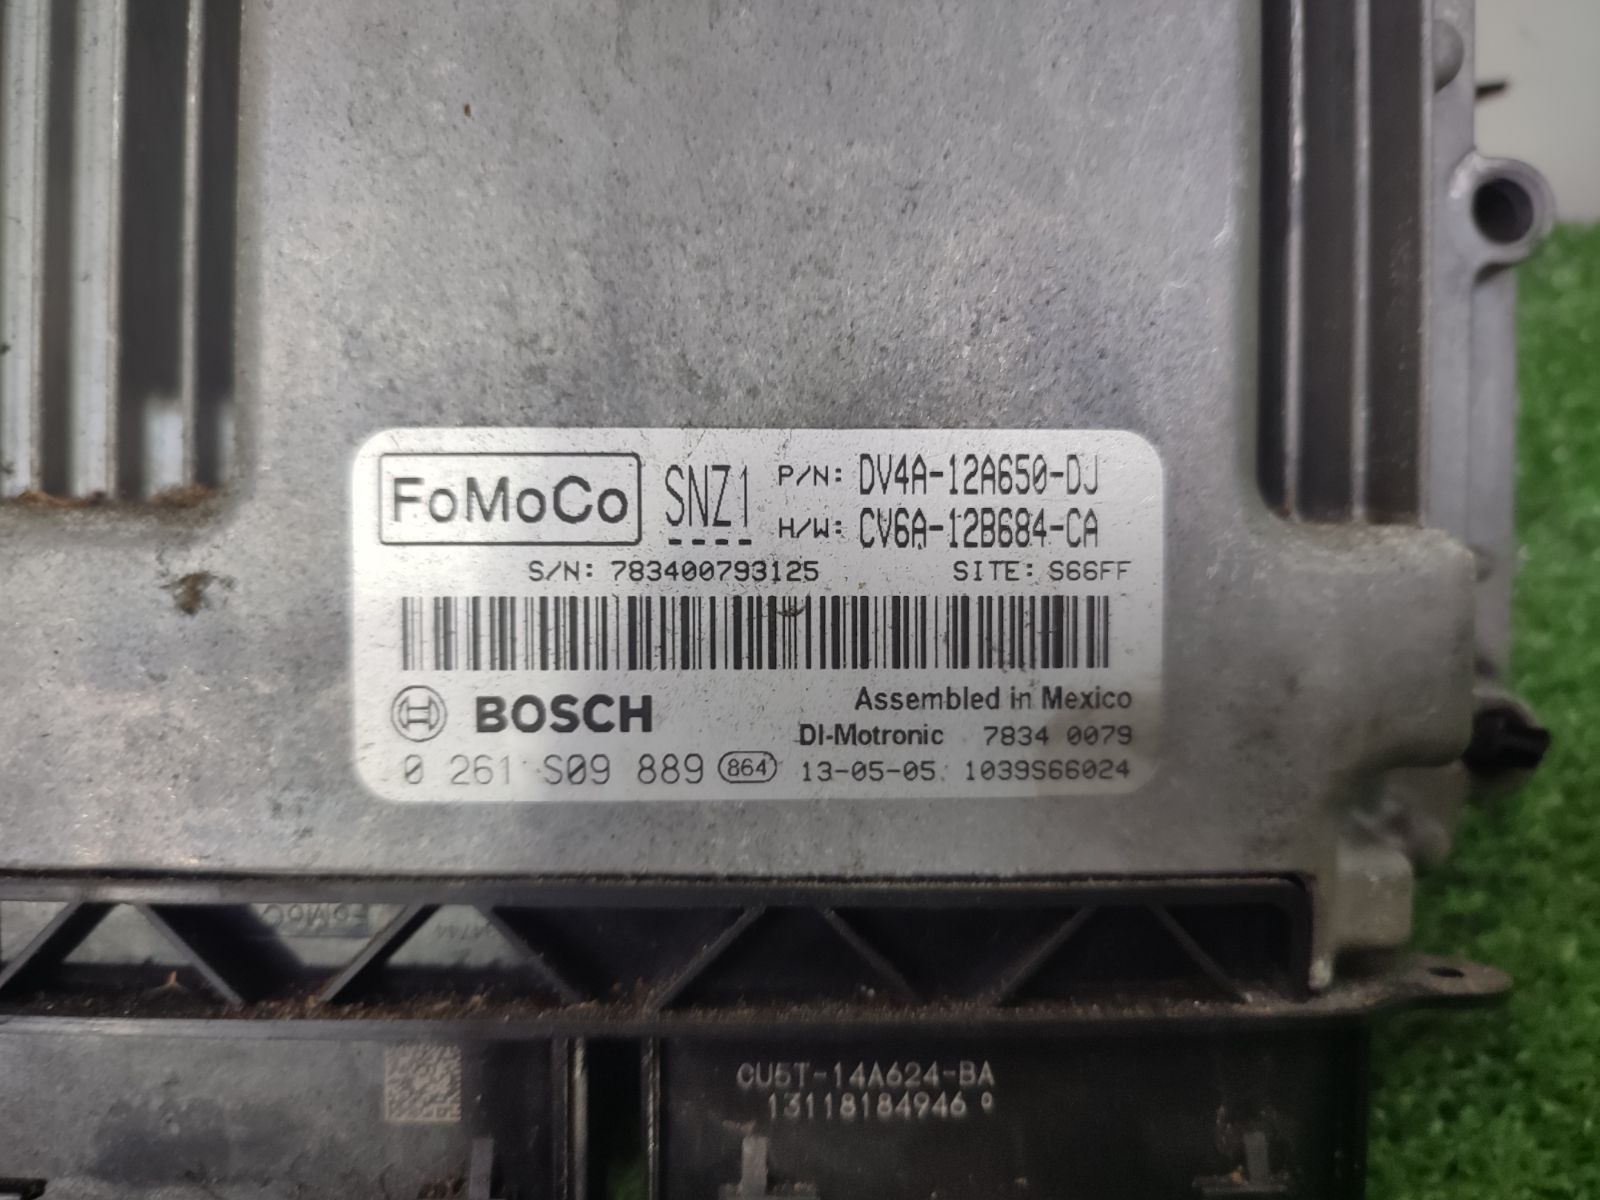 FoMoCo SNZ1 P/N: DV4A-12A650-DJ
H/W: CV6A-12B684-CA
S/N: 783400793125 SITE: S66FF
BOSCH Assembled in Mexico
DI-Motronic 7834 0079
0 261 S09 889 864 13-05-05 1039S66024
FoMoCo
CU5T-14A624-BA
13118184946